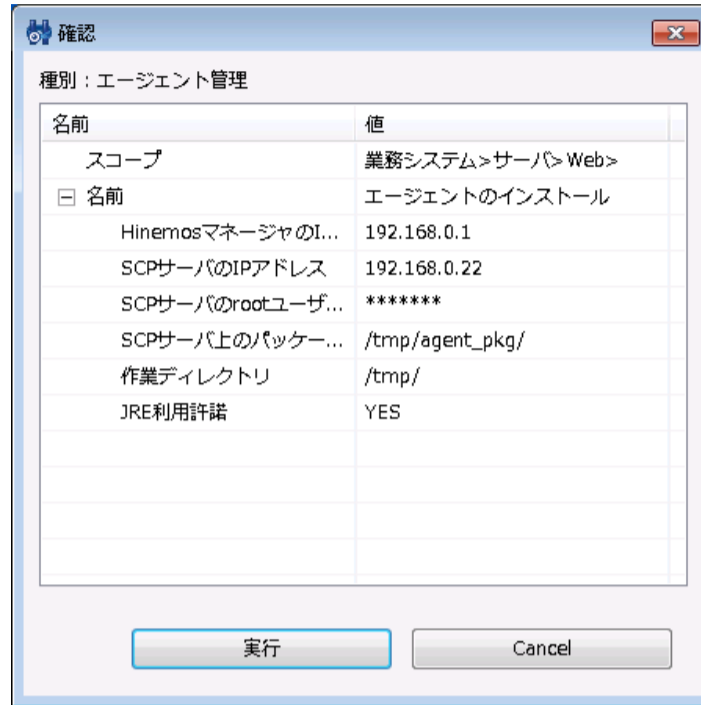 確認
種別：エージェント管理
名前 値
スコープ 業務システム>サーバ>Web>
名前 エージェントのインストール
HinemosマネージャのI... 192.168.0.1
SCPサーバのIPアドレス 192.168.0.22
SCPサーバのrootユーザ... *******
SCPサーバ上のパッケー... /tmp/agent_pkg/
作業ディレクトリ /tmp/
JRE利用許諾 YES
実行 Cancel